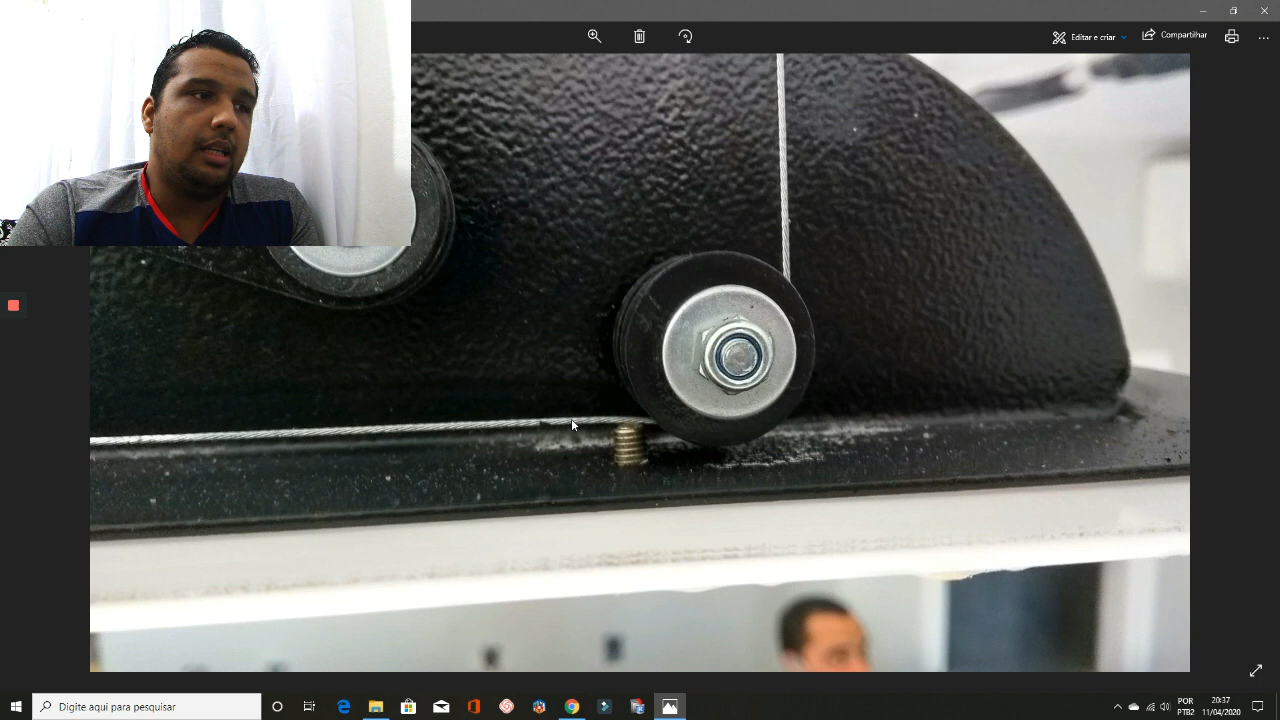 Editar e criar
Compartilhar
Digite aqui para pesquisar
POR
PTB2
20:37
11/04/2020